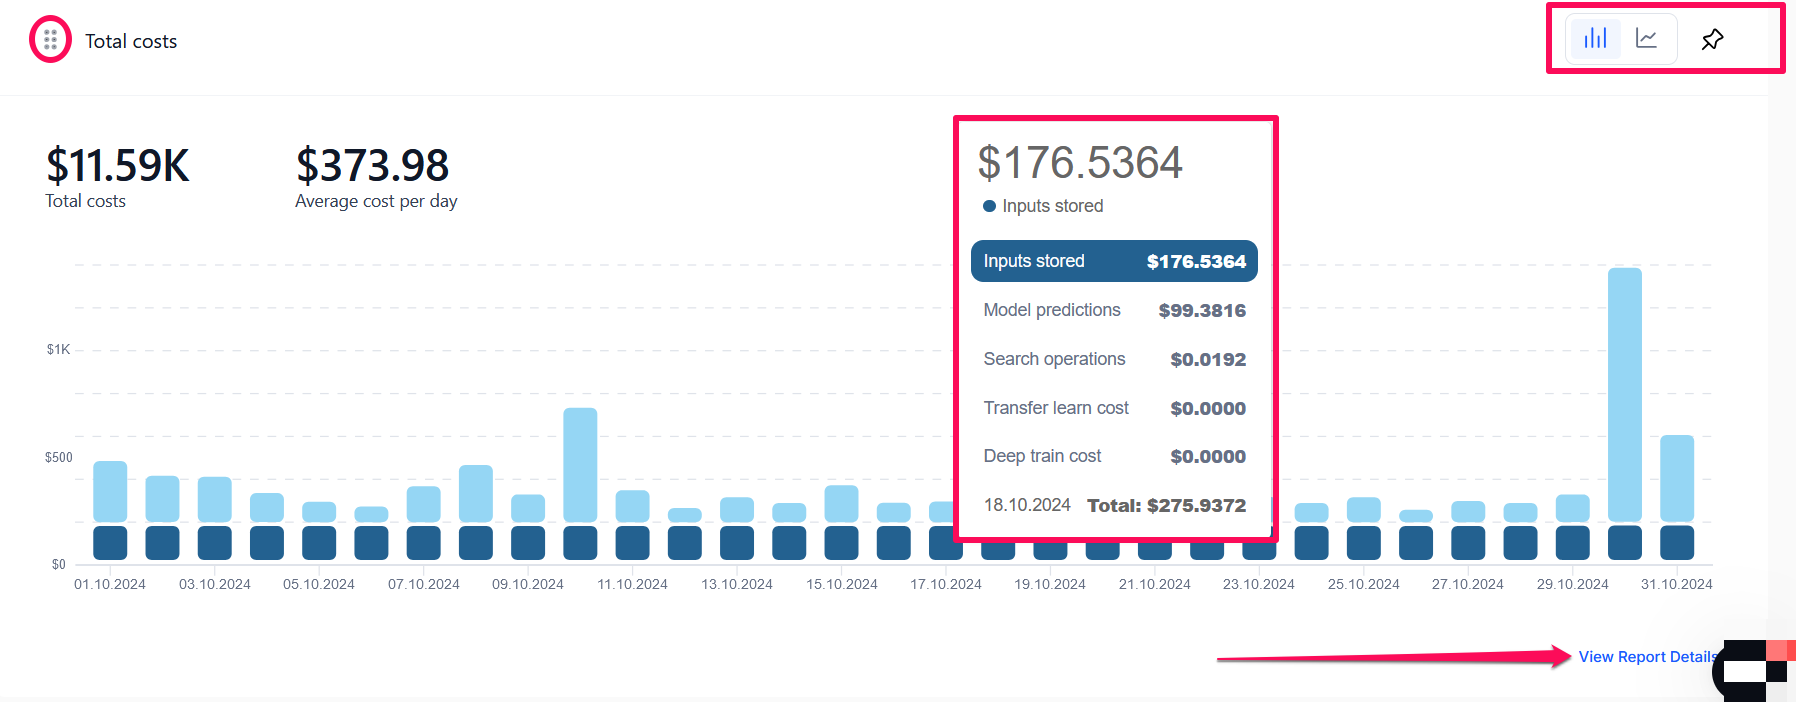 Total costs
$11.59K
Total costs
$373.98
Average cost per day
$176.5364
Inputs stored
Inputs stored $176.5364
Model predictions $99.3816
Search operations $0.0192
Transfer learn cost $0.0000
Deep train cost $0.0000
18.10.2024 Total: $275.9372
$1K
$500
$0
01.10.2024 03.10.2024 05.10.2024 07.10.2024 09.10.2024 11.10.2024 13.10.2024 15.10.2024 17.10.2024 19.10.2024 21.10.2024 23.10.2024 25.10.2024 27.10.2024 29.10.2024 31.10.2024
View Report Details